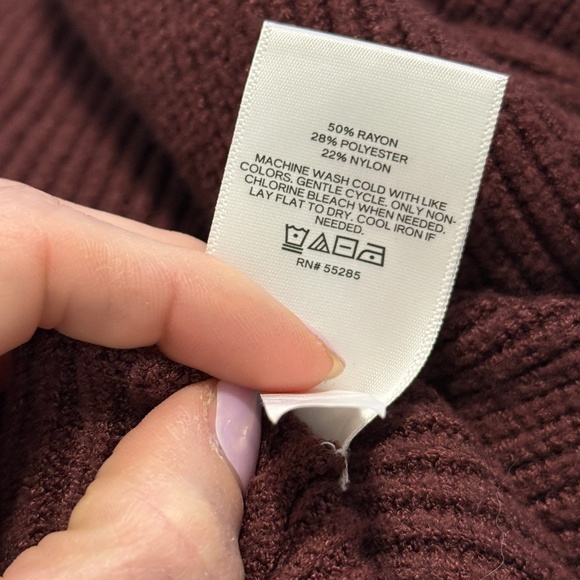 50% RAYON
28% POLYESTER
22% NYLON
MACHINE WASH COLD WITH LIKE
COLORS. GENTLE CYCLE. ONLY NON-
CHLORINE BLEACH WHEN NEEDED.
LAY FLAT TO DRY. COOL IRON IF
NEEDED.
RN# 55285